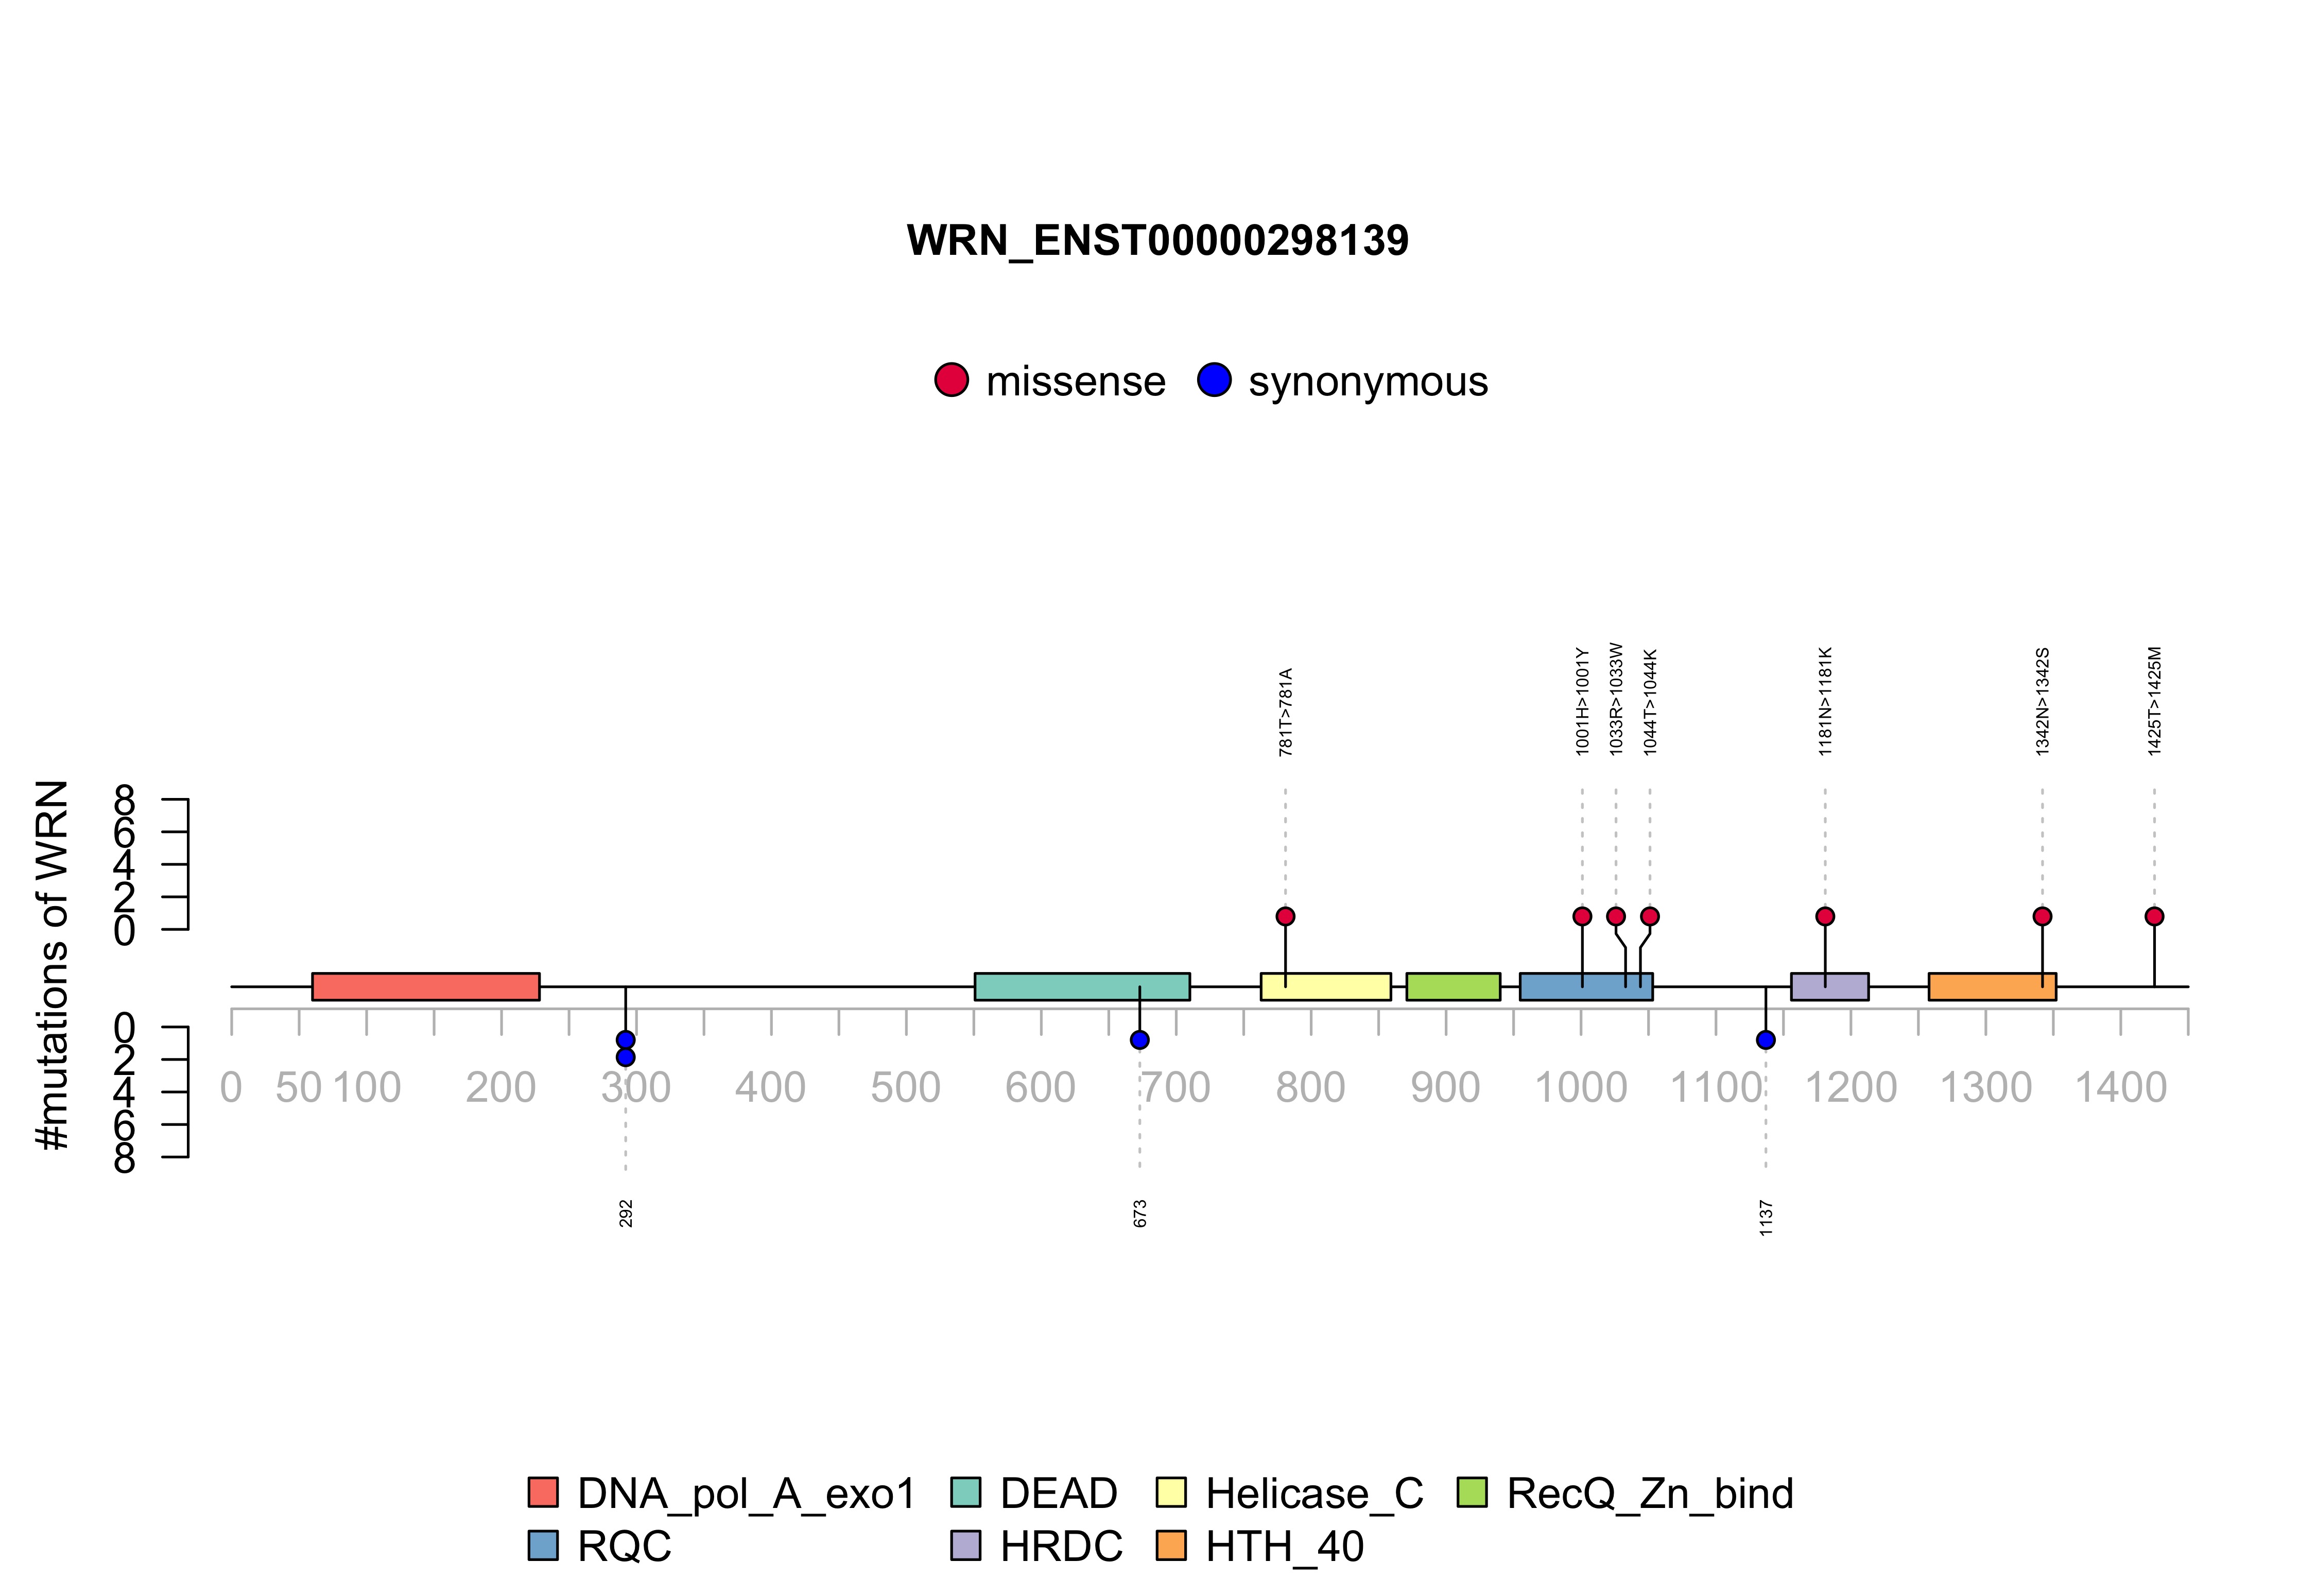 WRN_ENST00000298139
missense synonymous
781T>781A
1001H>1001Y
1033R>1033W
1044T>1044K
1181N>1181K
1342N>1342S
1425T>1425M
#mutations of WRN
8
6
4
2
0
0
2
4
6
8
0 50 100 200 300 400 500 600 700 800 900 1000 1100 1200 1300 1400
292
673
1137
DNA_pol_A_exo1 DEAD Helicase_C RecQ_Zn_bind
RQC HRDC HTH_40